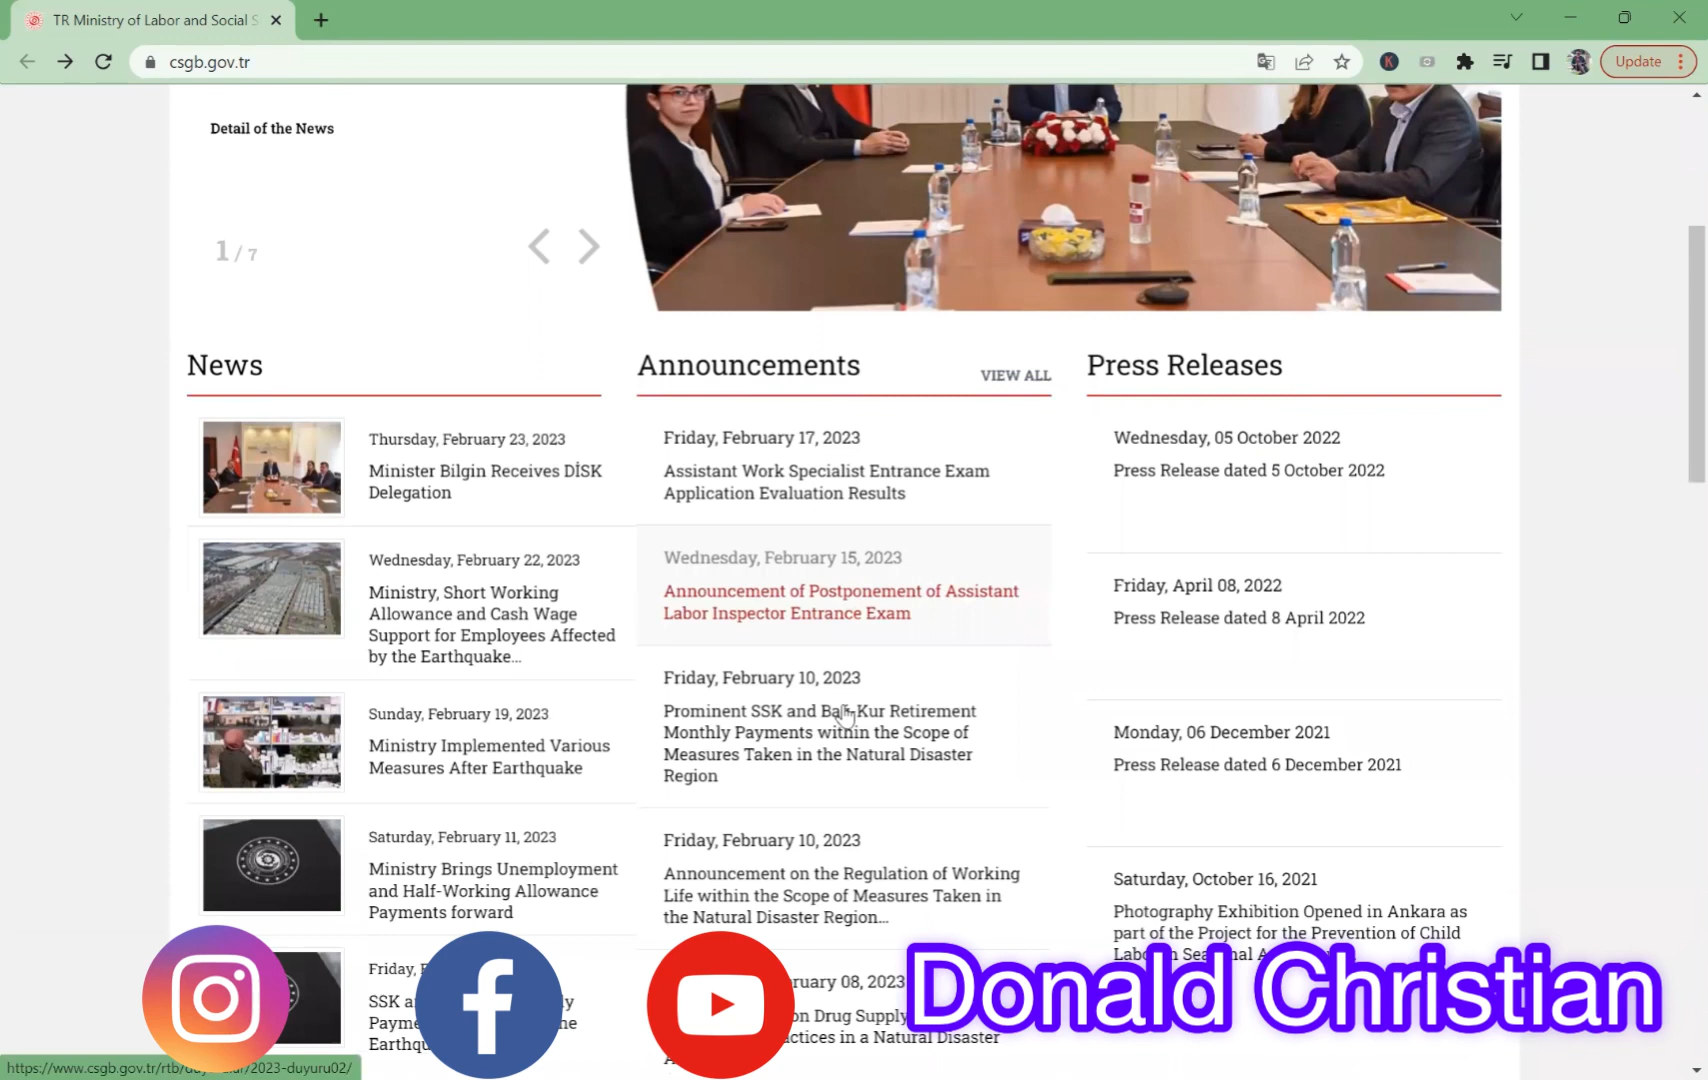 TR Ministry of Labor and Social S
csgb.gov.tr
Update
Detail of the News
1 / 7
News
Thursday, February 23, 2023
Minister Bilgin Receives DİSK
Delegation
Wednesday, February 22, 2023
Ministry, Short Working
Allowance and Cash Wage
Support for Employees Affected
by the Earthquake...
Sunday, February 19, 2023
Ministry Implemented Various
Measures After Earthquake
Saturday, February 11, 2023
Ministry Brings Unemployment
and Half-Working Allowance
Payments forward
Friday,
SSK
Earthqu
Announcements
VIEW ALL
Friday, February 17, 2023
Assistant Work Specialist Entrance Exam
Application Evaluation Results
Wednesday, February 15, 2023
Announcement of Postponement of Assistant
Labor Inspector Entrance Exam
Friday, February 10, 2023
Prominent SSK and Bağ-Kur Retirement
Monthly Payments within the Scope of
Measures Taken in the Natural Disaster
Region
Friday, February 10, 2023
Announcement on the Regulation of Working
Life within the Scope of Measures Taken in
the Natural Disaster Region...
ruary 08, 2023
on Drug Supply
actices in a Natural Disaster
Press Releases
Wednesday, 05 October 2022
Press Release dated 5 October 2022
Friday, April 08, 2022
Press Release dated 8 April 2022
Monday, 06 December 2021
Press Release dated 6 December 2021
Saturday, October 16, 2021
Photography Exhibition Opened in Ankara as
part of the Project for the Prevention of Child
Donald Christian